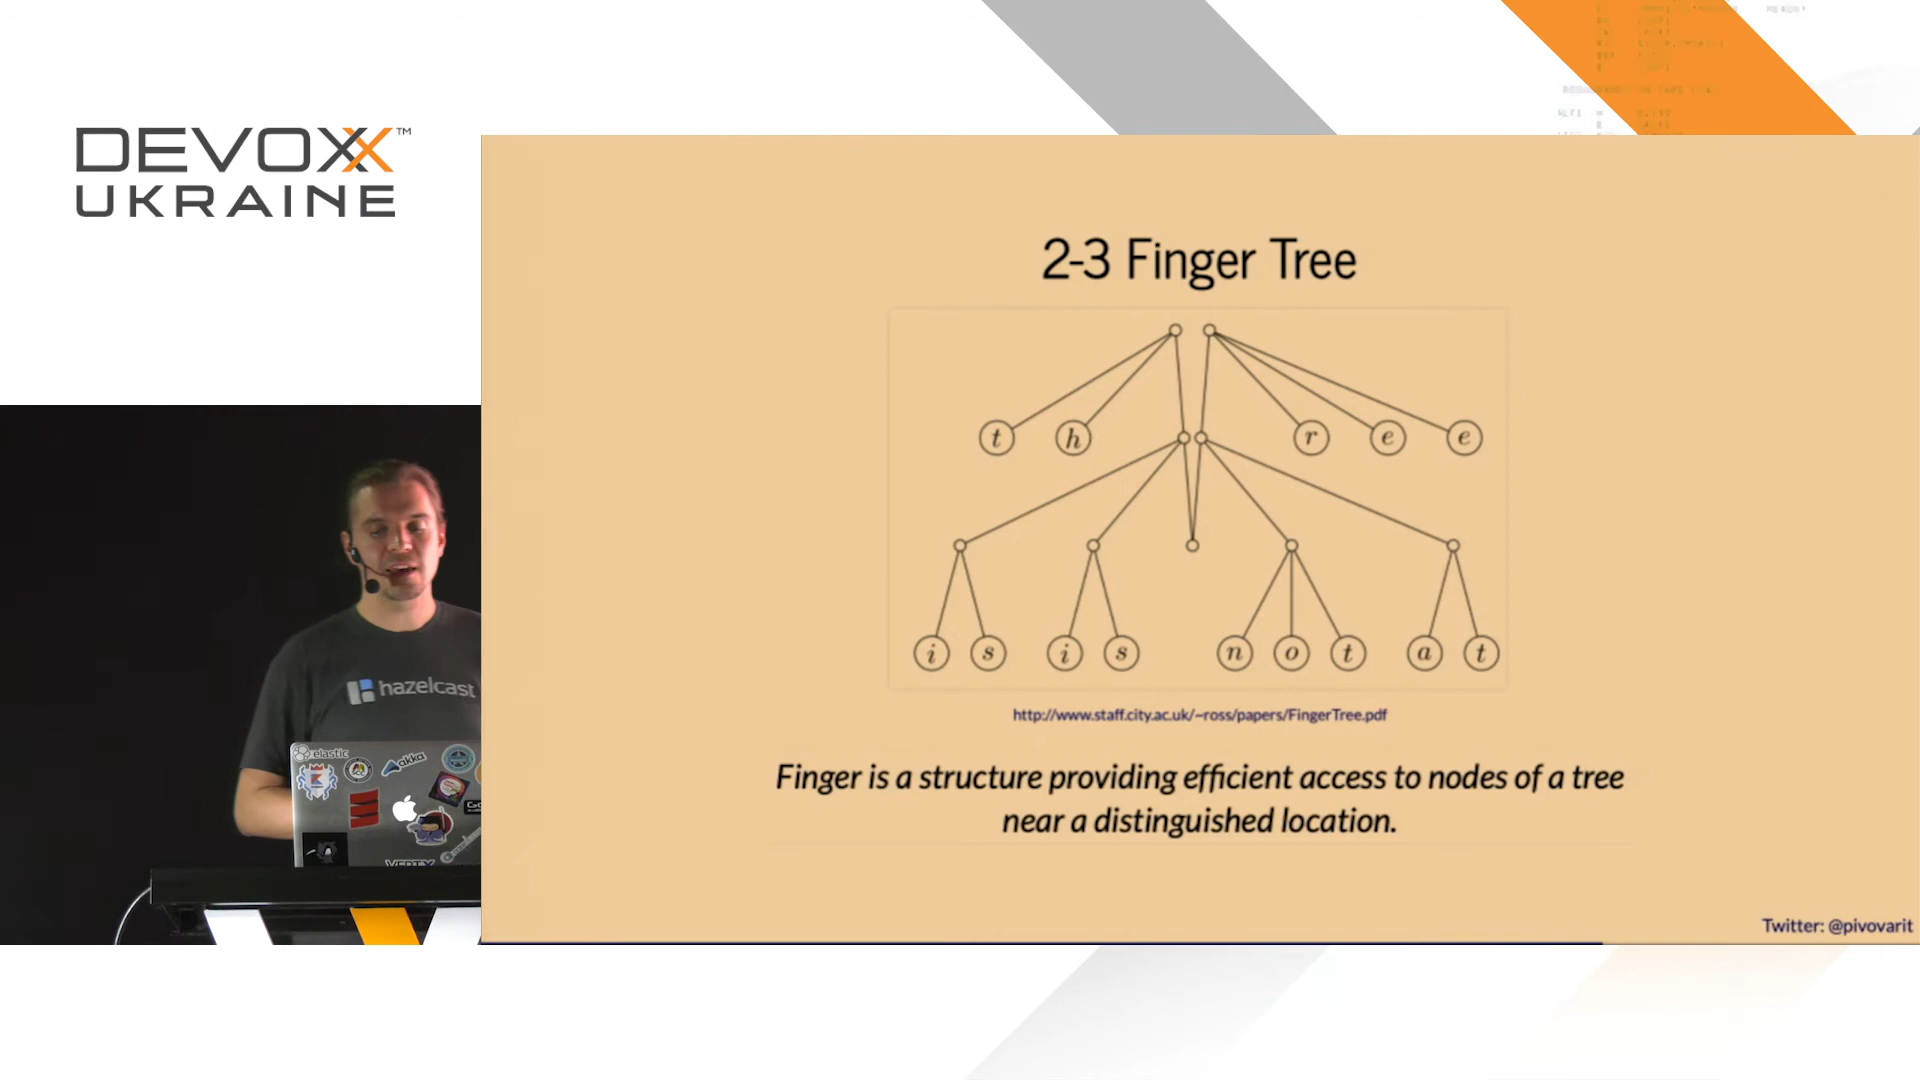 DEVOXX™
UKRAINE
2-3 Finger Tree
t h r e e
i s i s n o t a t
http://www.staff.city.ac.uk/~ross/papers/FingerTree.pdf
Finger is a structure providing efficient access to nodes of a tree
near a distinguished location.
Twitter: @pivovarit
hazelcast
elastic
akka